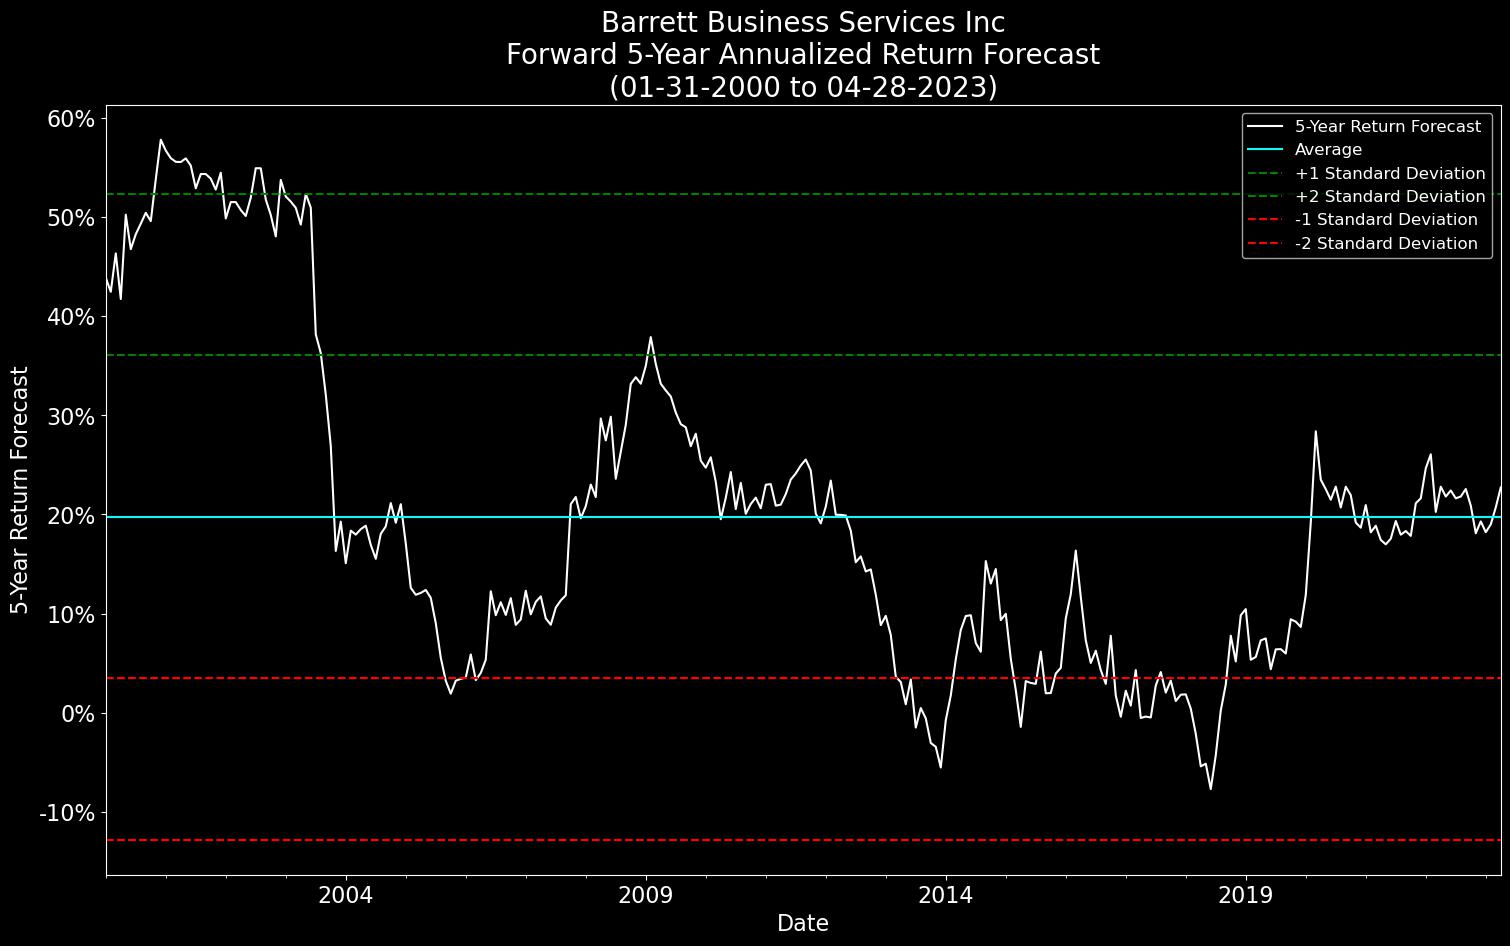 Barrett Business Services Inc
Forward 5-Year Annualized Return Forecast
(01-31-2000 to 04-28-2023)
5-Year Return Forecast
60%
50%
40%
30%
20%
10%
0%
-10%
5-Year Return Forecast
Average
+1 Standard Deviation
+2 Standard Deviation
-1 Standard Deviation
-2 Standard Deviation
2004
2009
2014
2019
Date